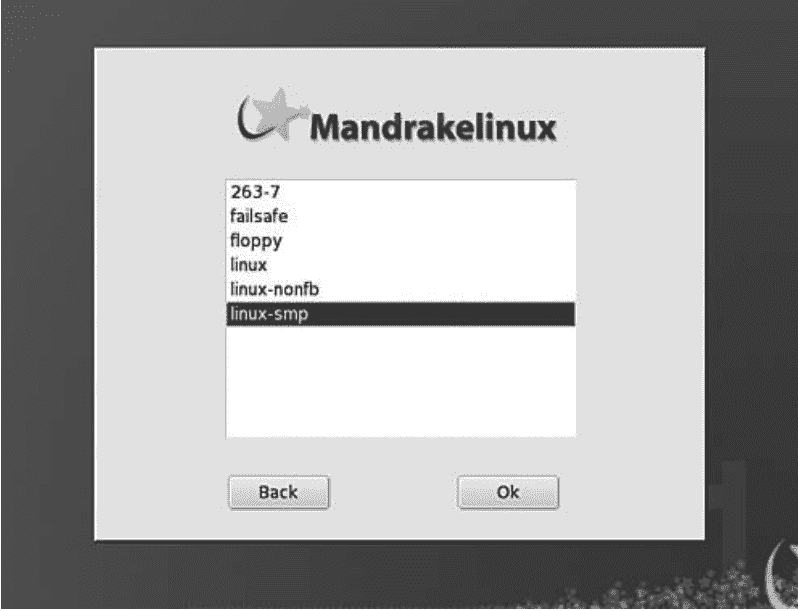 Mandrakelinux
263-7
failsafe
floppy
linux
linux-nonfb
linux-smp
Back
Ok